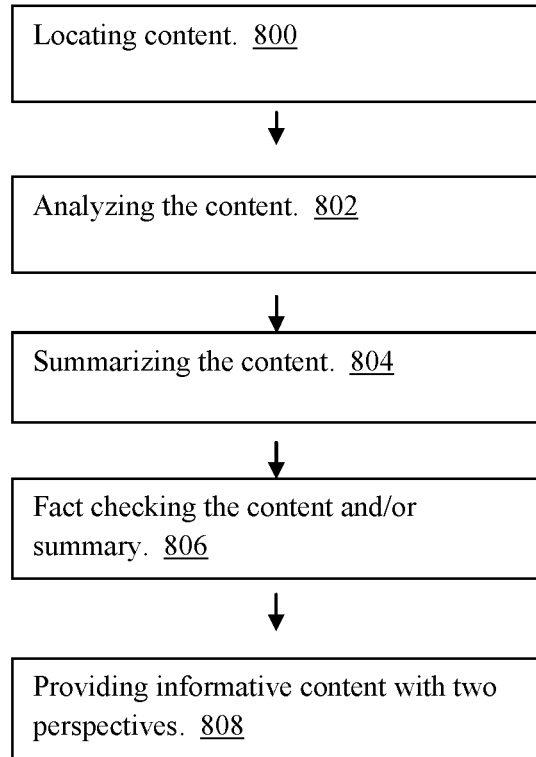 Locating content. 800
Analyzing the content. 802
Summarizing the content. 804
Fact checking the content and/or
summary. 806
Providing informative content with two
perspectives. 808